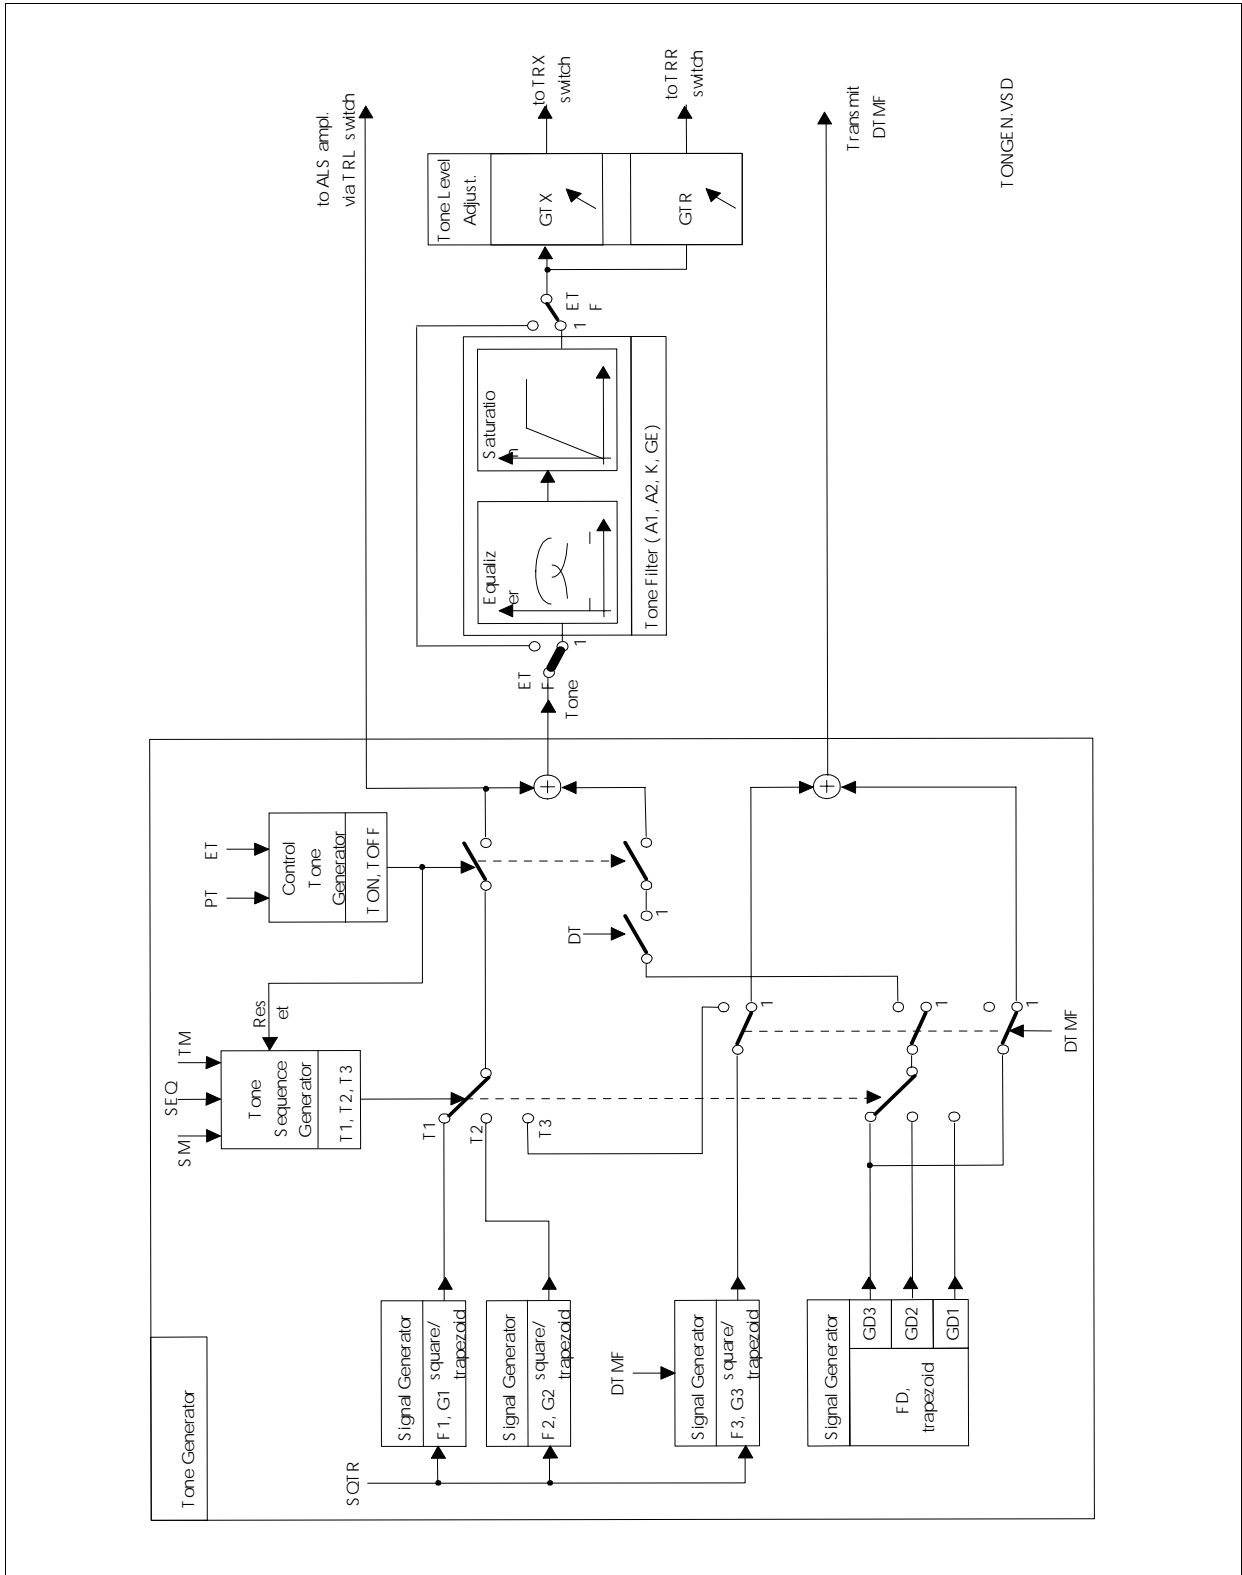 Tone Generator
SQTR
Signal Generator
F1, G1
square/
trapezoid
Signal Generator
F2, G2
square/
trapezoid
DTMF
Signal Generator
F3, G3
square/
trapezoid
Signal Generator
FD,
trapezoid
GD3
GD2
GD1
SM
SEQ
TM
Tone
Sequence
Generator
T1, T2, T3
Res
et
T1
T2
T3
PT
ET
Control
Tone
Generator
TON, TOFF
DT
1
1
1
1
DTMF
ET
F
Tone
1
Equaliz
er
Saturatio
n
Tone Filter (A1, A2, K, GE)
1
ET
F
Tone Level
Adjust.
GTX
GTR
to ALS ampl.
via TRL switch
to TRX
switch
to TRR
switch
Transmit
DTMF
TONGEN.VSD